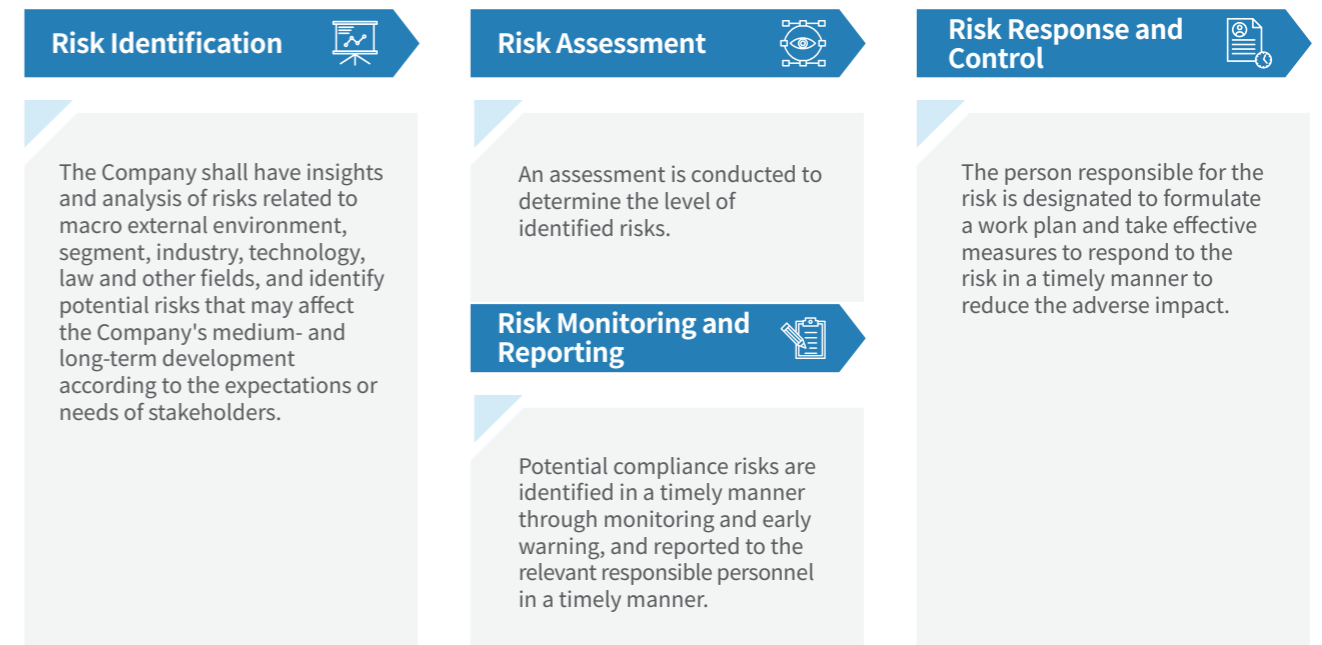 Risk Identification
The Company shall have insights
and analysis of risks related to
macro external environment,
segment, industry, technology,
law and other fields, and identify
potential risks that may affect
the Company's medium- and
long-term development
according to the expectations or
needs of stakeholders.
Risk Assessment
An assessment is conducted to
determine the level of
identified risks.
Risk Monitoring and
Reporting
Potential compliance risks are
identified in a timely manner
through monitoring and early
warning, and reported to the
relevant responsible personnel
in a timely manner.
Risk Response and
Control
The person responsible for the
risk is designated to formulate
a work plan and take effective
measures to respond to the
risk in a timely manner to
reduce the adverse impact.